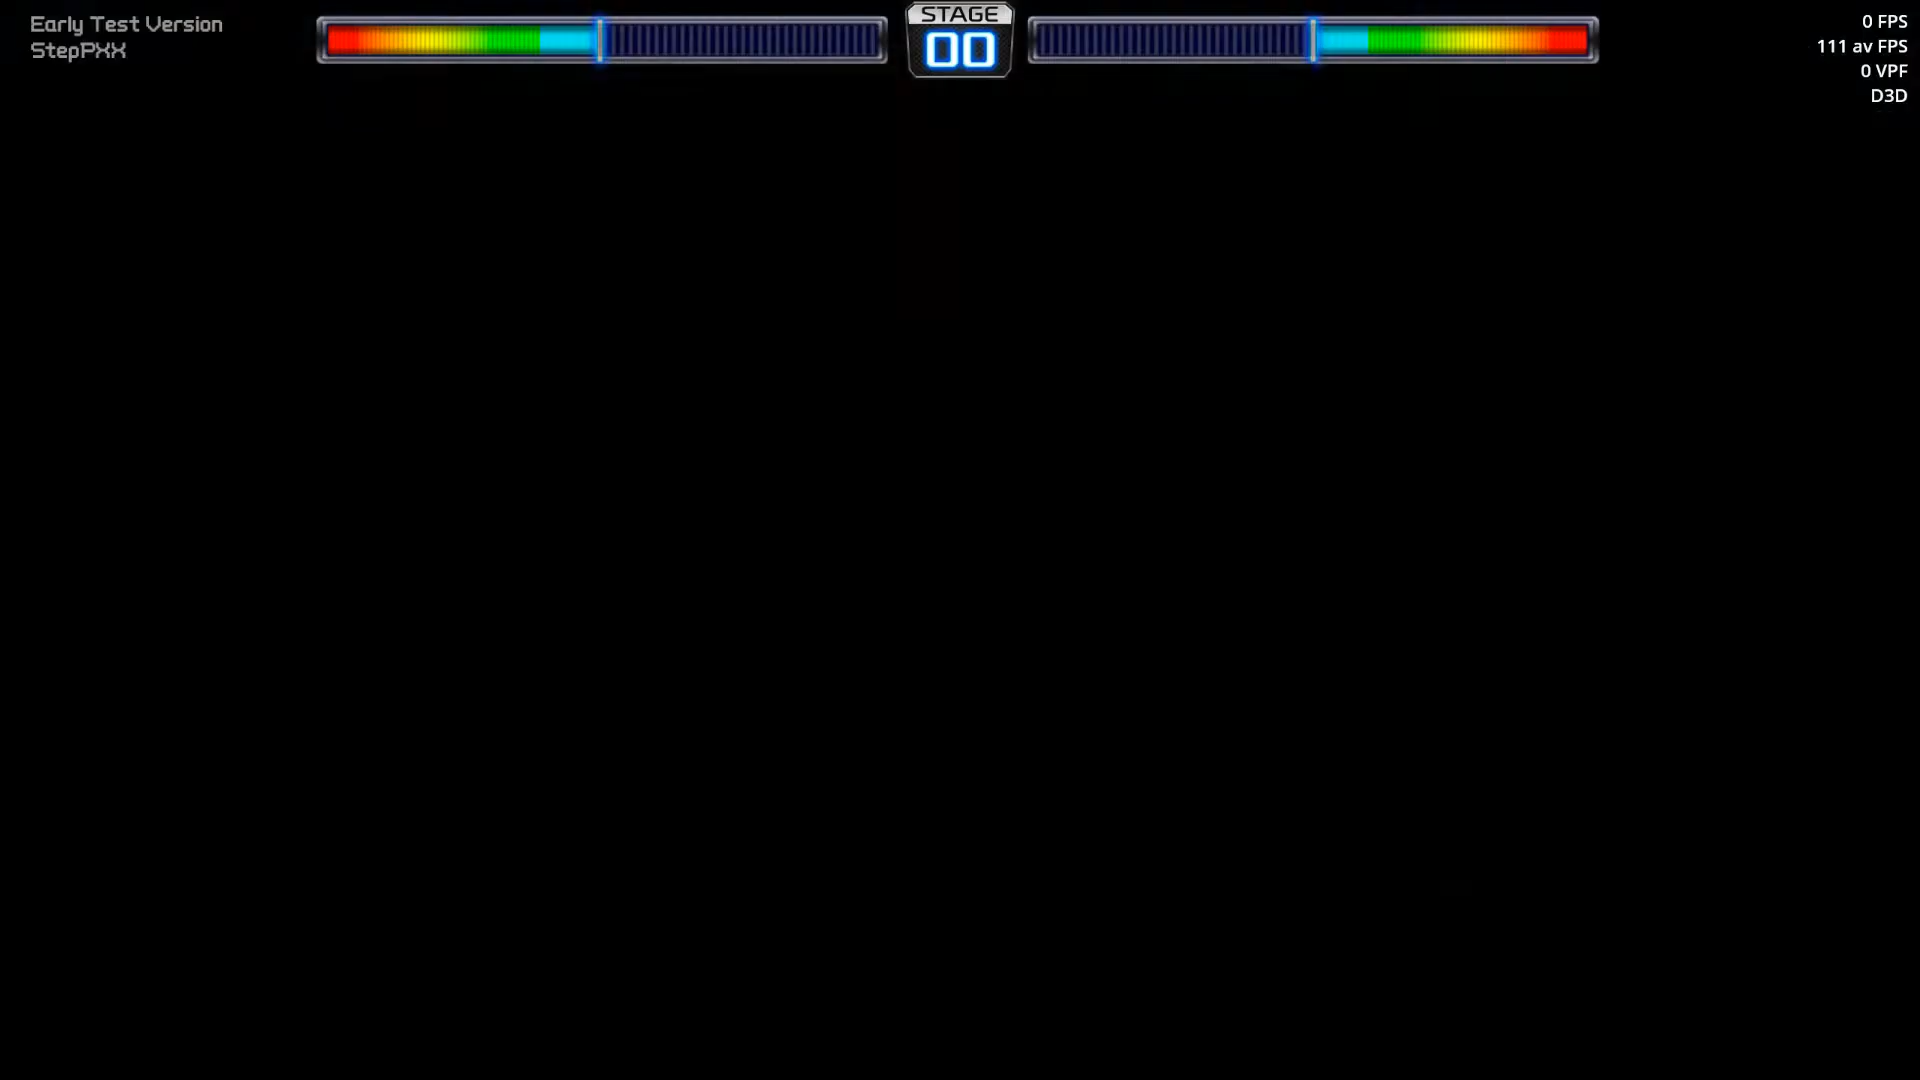 Early Test Version
StepPXX
STAGE
00
0 FPS
111 av FPS
0 VPF
D3D